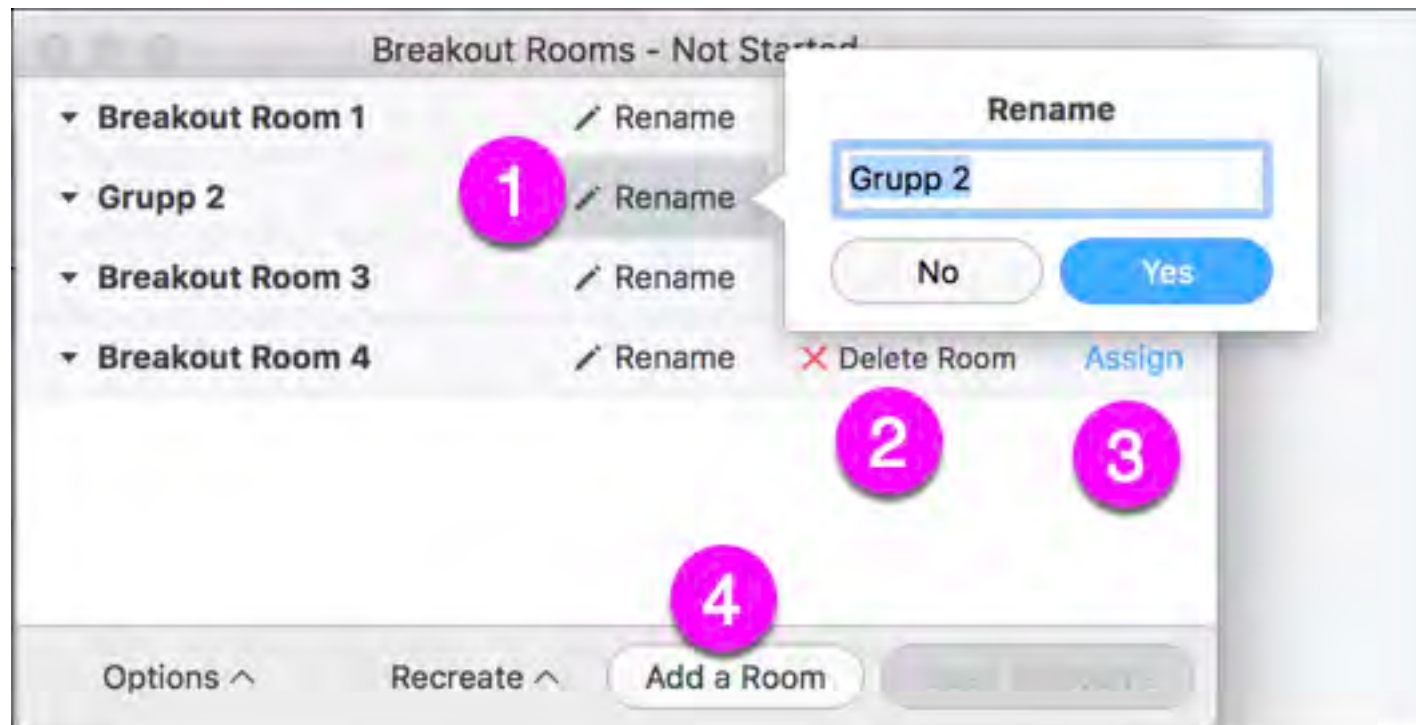 Breakout Rooms - Not Started
Breakout Room 1 Rename
Rename
Grupp 2 1 Rename
Grupp 2
No Yes
Breakout Room 3 Rename
Breakout Room 4 Rename Delete Room Assign
2 3
4
Options Recreate Add a Room